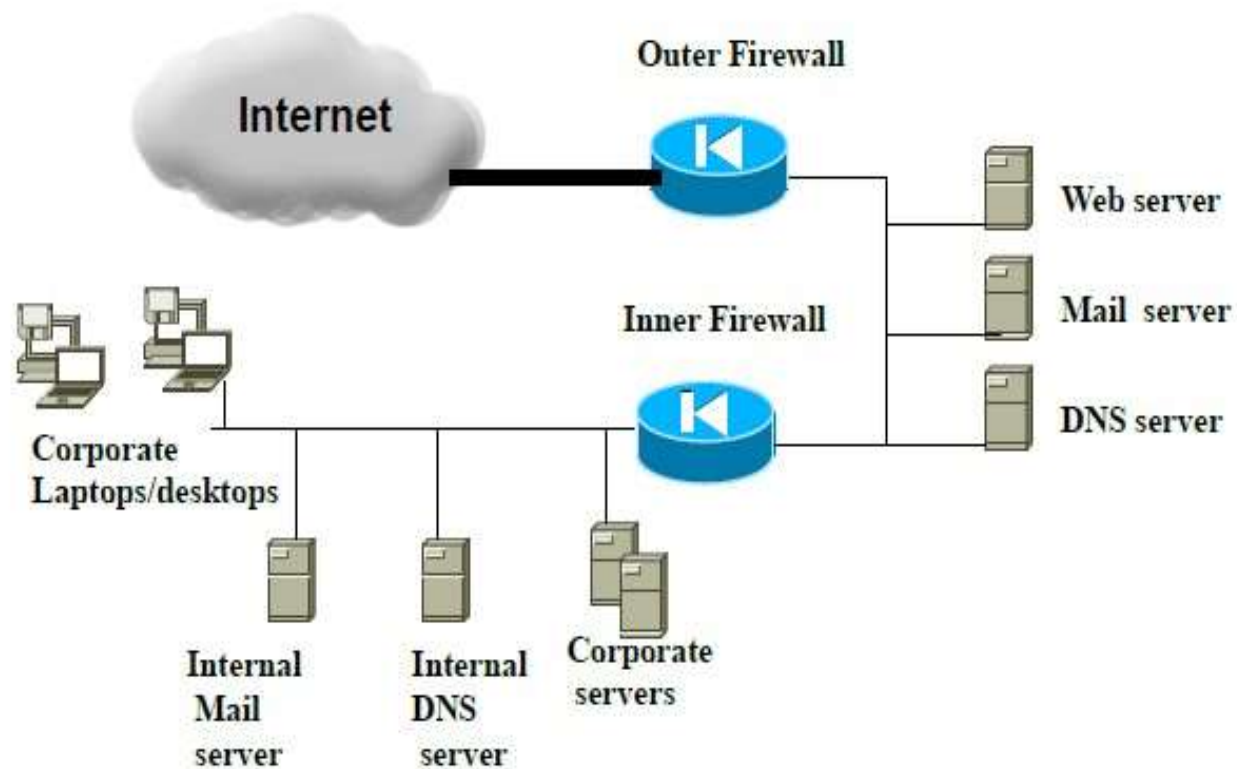 Outer Firewall
Internet
Web server
Mail server
Inner Firewall
DNS server
Corporate
Laptops/desktops
Internal
Mail
server
Internal
DNS
server
Corporate
servers